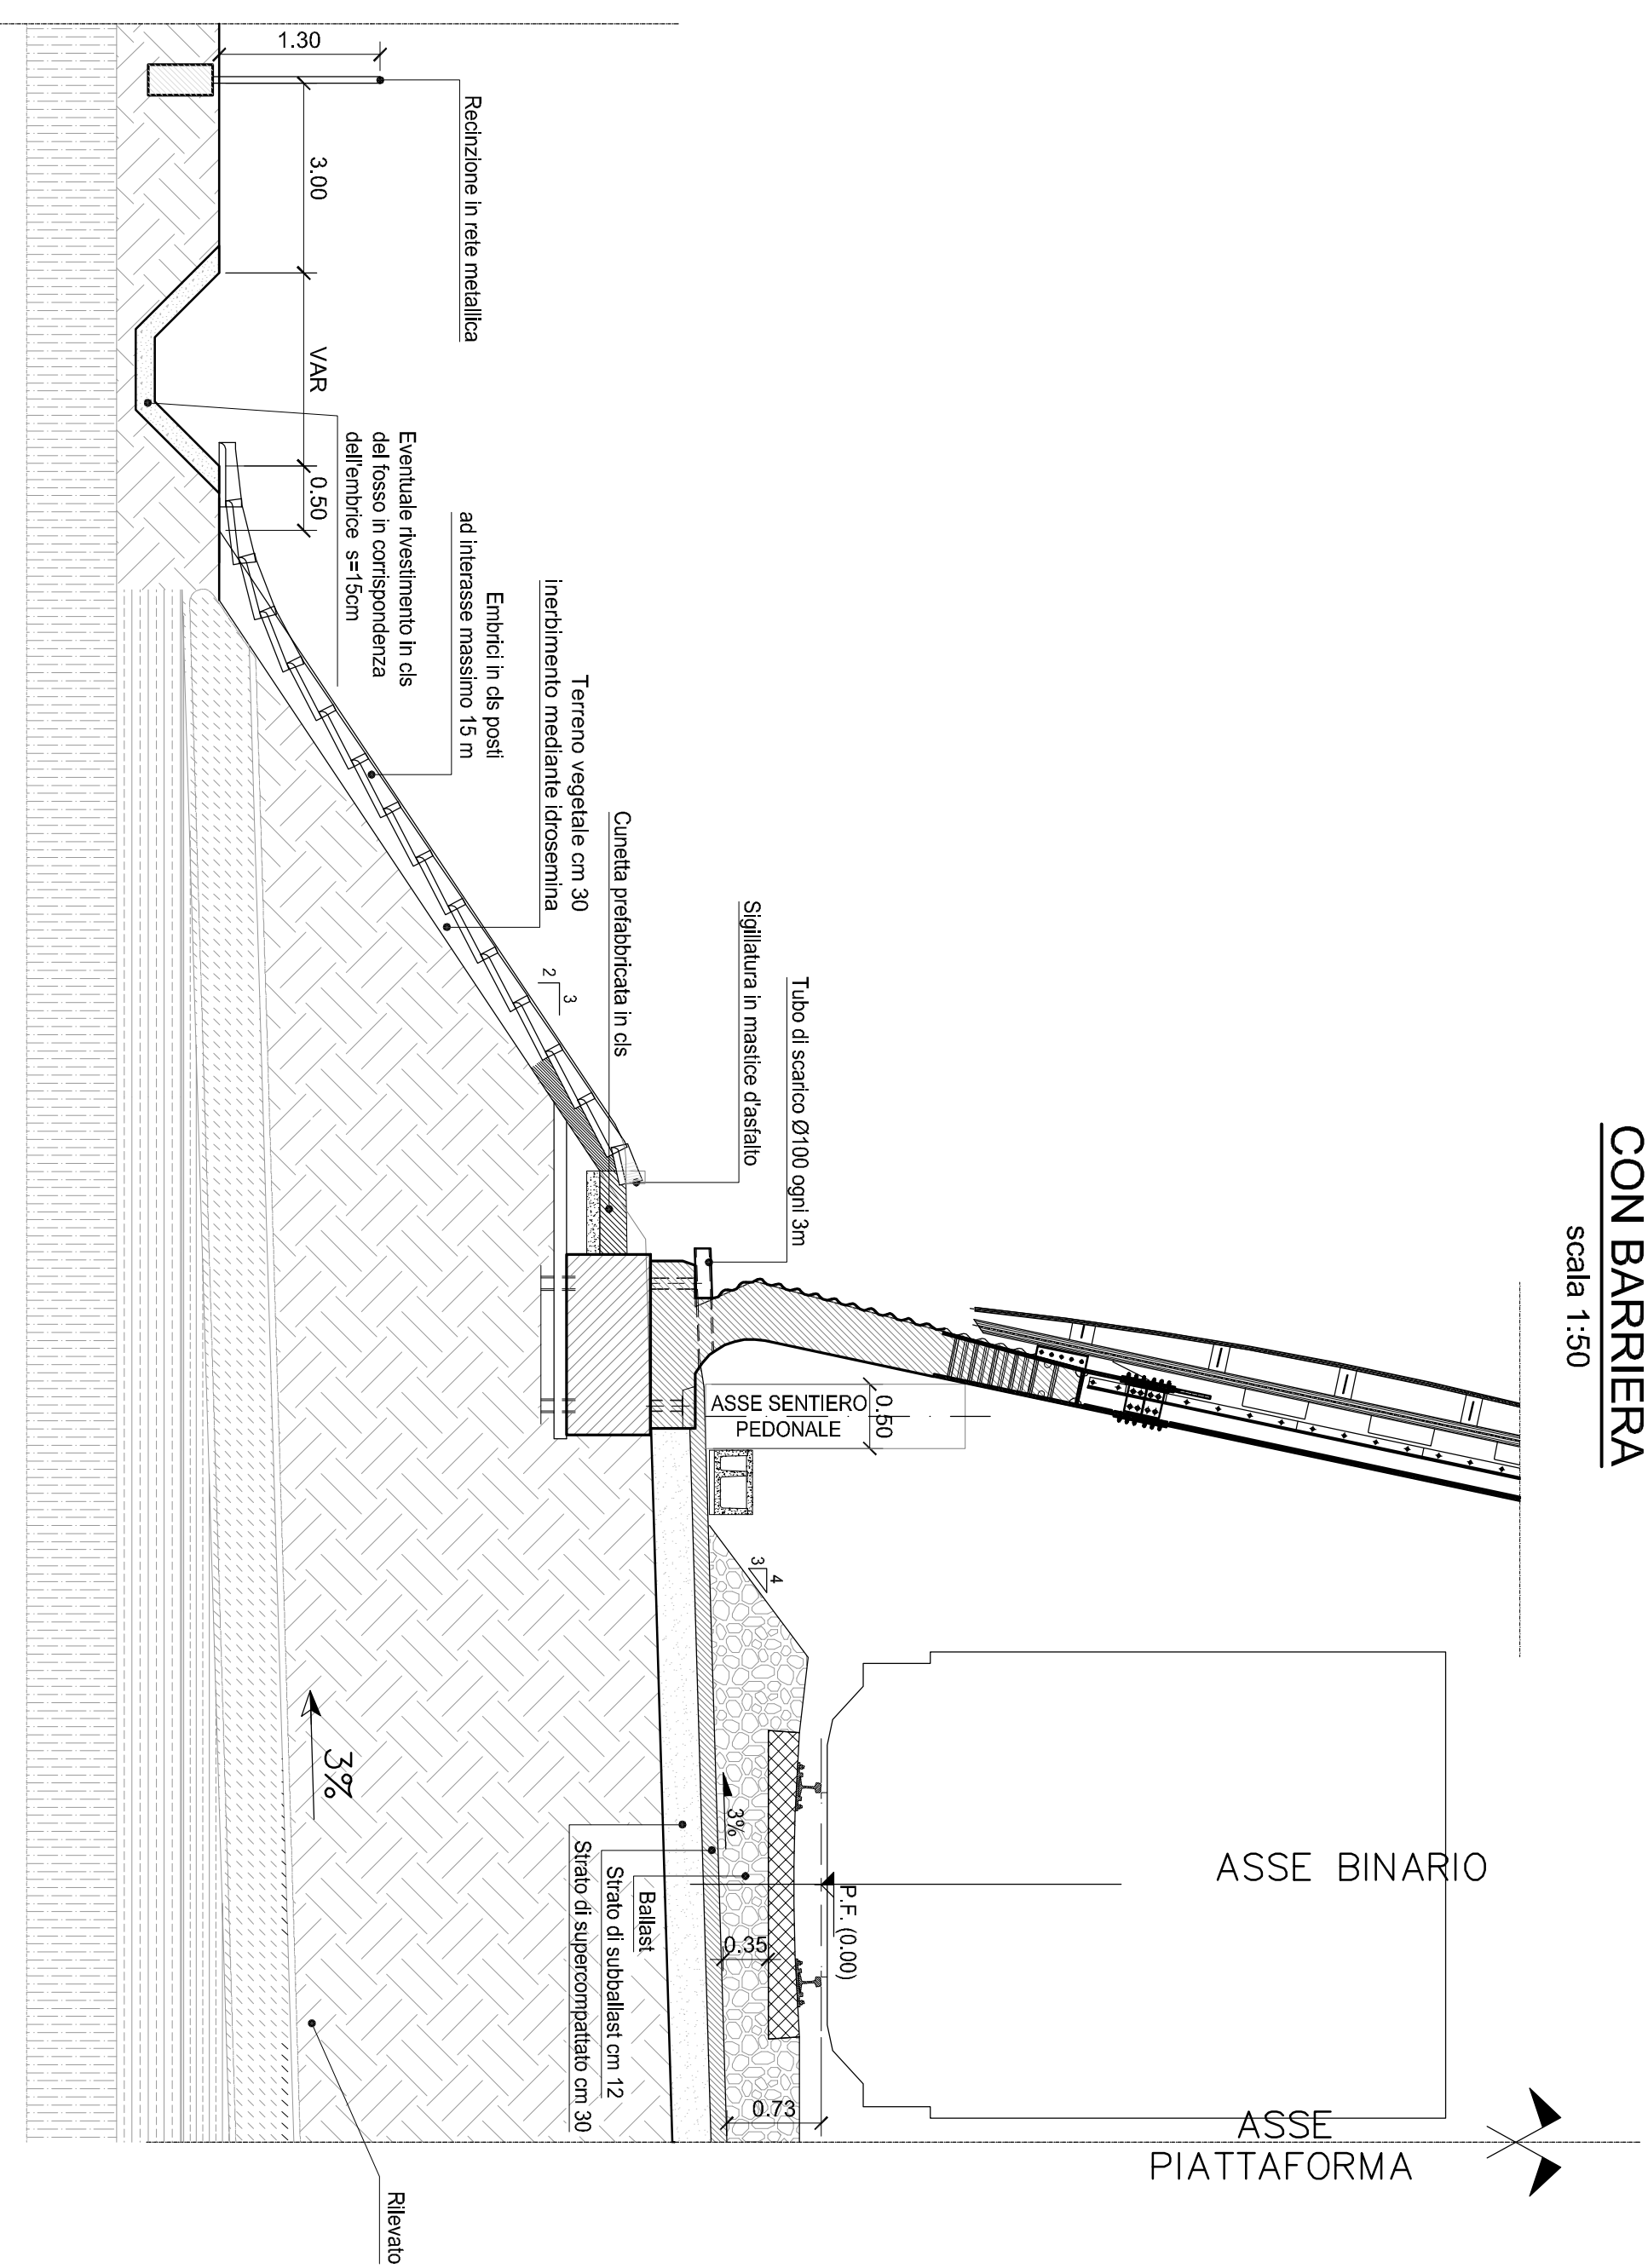 CON BARRIERA
scala 1:50
ASSE BINARIO
ASSE
PIATTAFORMA
P.F. (0.00)
ASSE SENTIERO
PEDONALE
0.50
Tubo di scarico Ø100 ogni 3m
Sigillatura in mastice d'asfalto
Cunetta prefabbricata in cls
Terreno vegetale cm 30
inerbimento mediante idrosemina
Embrici in cls posti
ad interasse massimo 15 m
Eventuale rivestimento in cls
del fosso in corrispondenza
dell'embrice s=15cm
Recinzione in rete metallica
1.30
3.00
VAR
0.50
2
3
3
4
3%
0.35
0.73
Ballast
Strato di subballast cm 12
Strato di supercompattato cm 30
3%
Rilevato